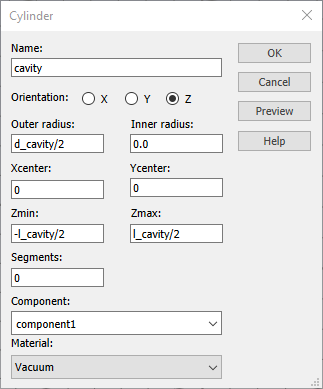 Cylinder
Name:
OK
cavity
Cancel
Orientation: X Y Z
Preview
Outer radius: Inner radius:
d_cavity/2 0.0
Help
Xcenter: Ycenter:
0 0
Zmin: Zmax:
-l_cavity/2 l_cavity/2
Segments:
0
Component:
component1
Material:
Vacuum